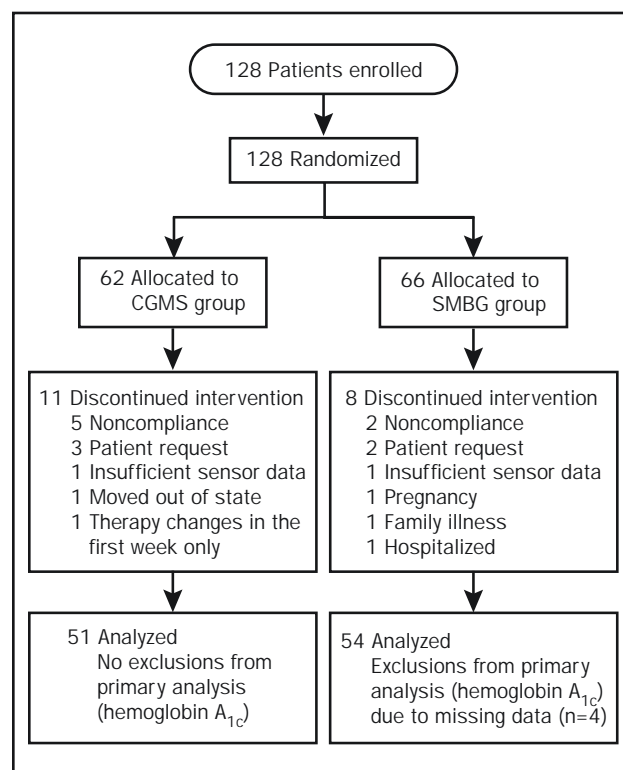 128 Patients enrolled
128 Randomized
62 Allocated to
CGMS group
66 Allocated to
SMBG group
11 Discontinued intervention
5 Noncompliance
3 Patient request
1 Insufficient sensor data
1 Moved out of state
1 Therapy changes in the
first week only
8 Discontinued intervention
2 Noncompliance
2 Patient request
1 Insufficient sensor data
1 Pregnancy
1 Family illness
1 Hospitalized
51 Analyzed
No exclusions from
primary analysis
(hemoglobin A1c)
54 Analyzed
Exclusions from primary
analysis (hemoglobin A1c)
due to missing data (n=4)